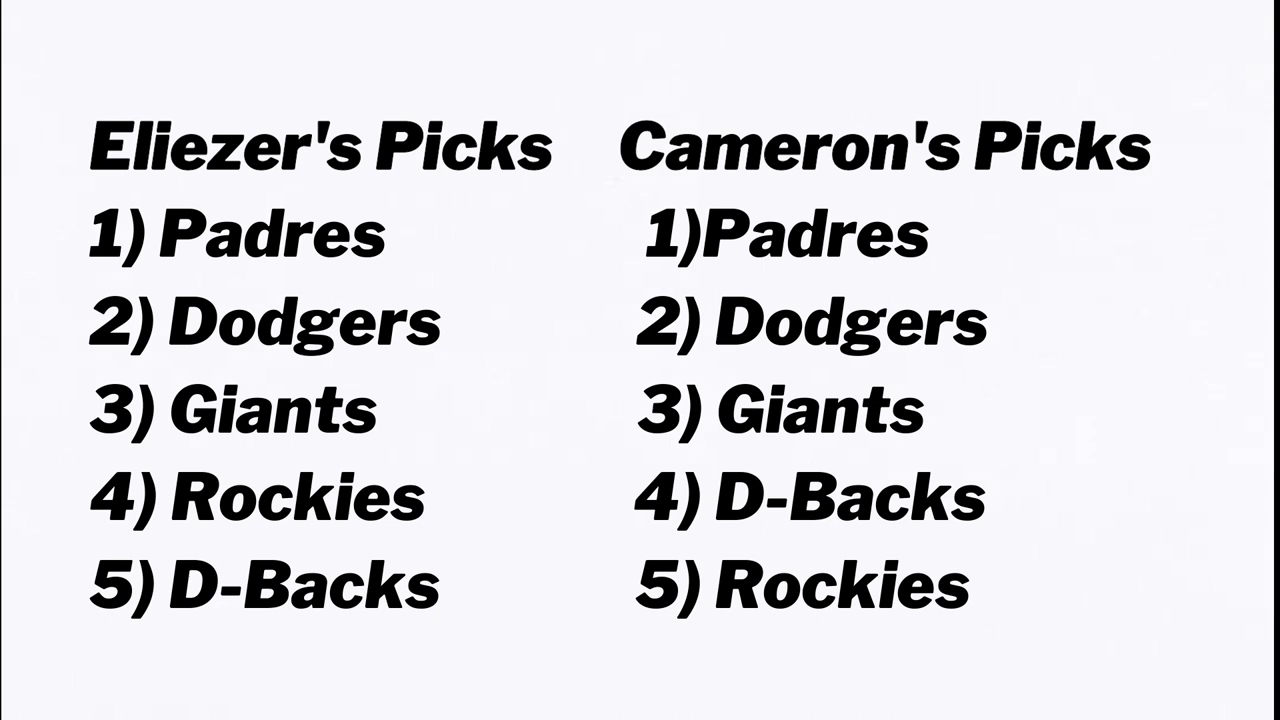 Eliezer's Picks
1) Padres
2) Dodgers
3) Giants
4) Rockies
5) D-Backs
Cameron's Picks
1)Padres
2) Dodgers
3) Giants
4) D-Backs
5) Rockies